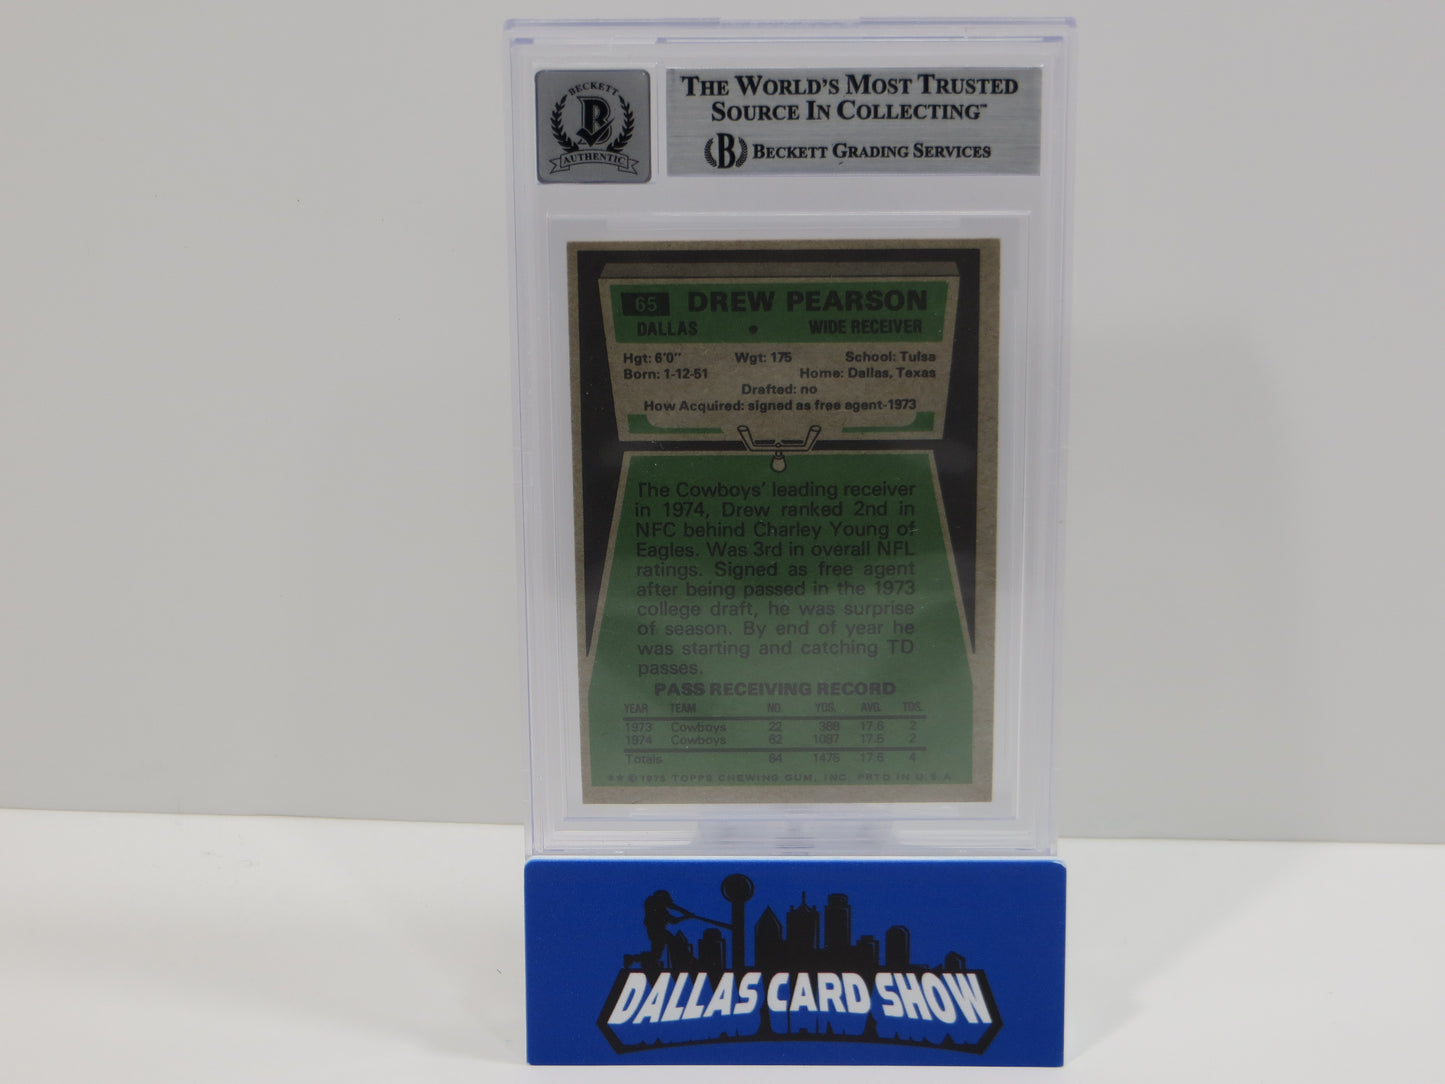 BECKETT
B
AUTHENTIC
THE WORLD'S MOST TRUSTED
SOURCE IN COLLECTING™
B BECKETT GRADING SERVICES
65 DREW PEARSON
DALLAS • WIDE RECEIVER
Hgt: 6'0" Wgt: 175 School: Tulsa
Born: 1-12-51 Home: Dallas, Texas
Drafted: no
How Acquired: signed as free agent-1973
The Cowboys' leading receiver
in 1974, Drew ranked 2nd in
NFC behind Charley Young of
Eagles. Was 3rd in overall NFL
ratings. Signed as free agent
after being passed in the 1973
college draft, he was surprise
of season. By end of year he
was starting and catching TD
passes.
PASS RECEIVING RECORD
YEAR TEAM NO. YDS. AVG. TDS.
1973 Cowboys 22 388 17.6 2
1974 Cowboys 62 1087 17.5 2
Totals 84 1475 17.6 4
** © 1975 TOPPS CHEWING GUM, INC. PRTD IN U.S.A.
DALLAS CARD SHOW